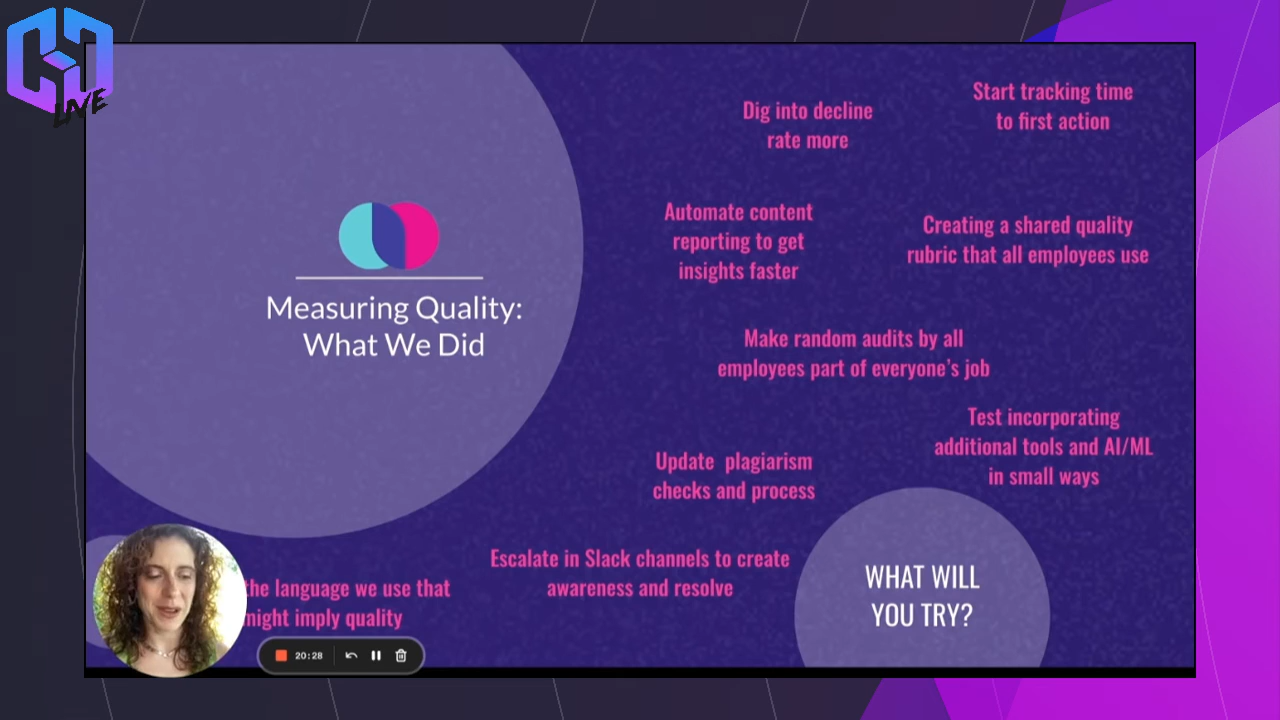 LIVE
Dig into decline
rate more
Start tracking time
to first action
Automate content
reporting to get
insights faster
Creating a shared quality
rubric that all employees use
Measuring Quality:
What We Did
Make random audits by all
employees part of everyone's job
Test incorporating
additional tools and AI/ML
in small ways
Update plagiarism
checks and process
Escalate in Slack channels to create
awareness and resolve
WHAT WILL
YOU TRY?
the language we use that
might imply quality
20:28